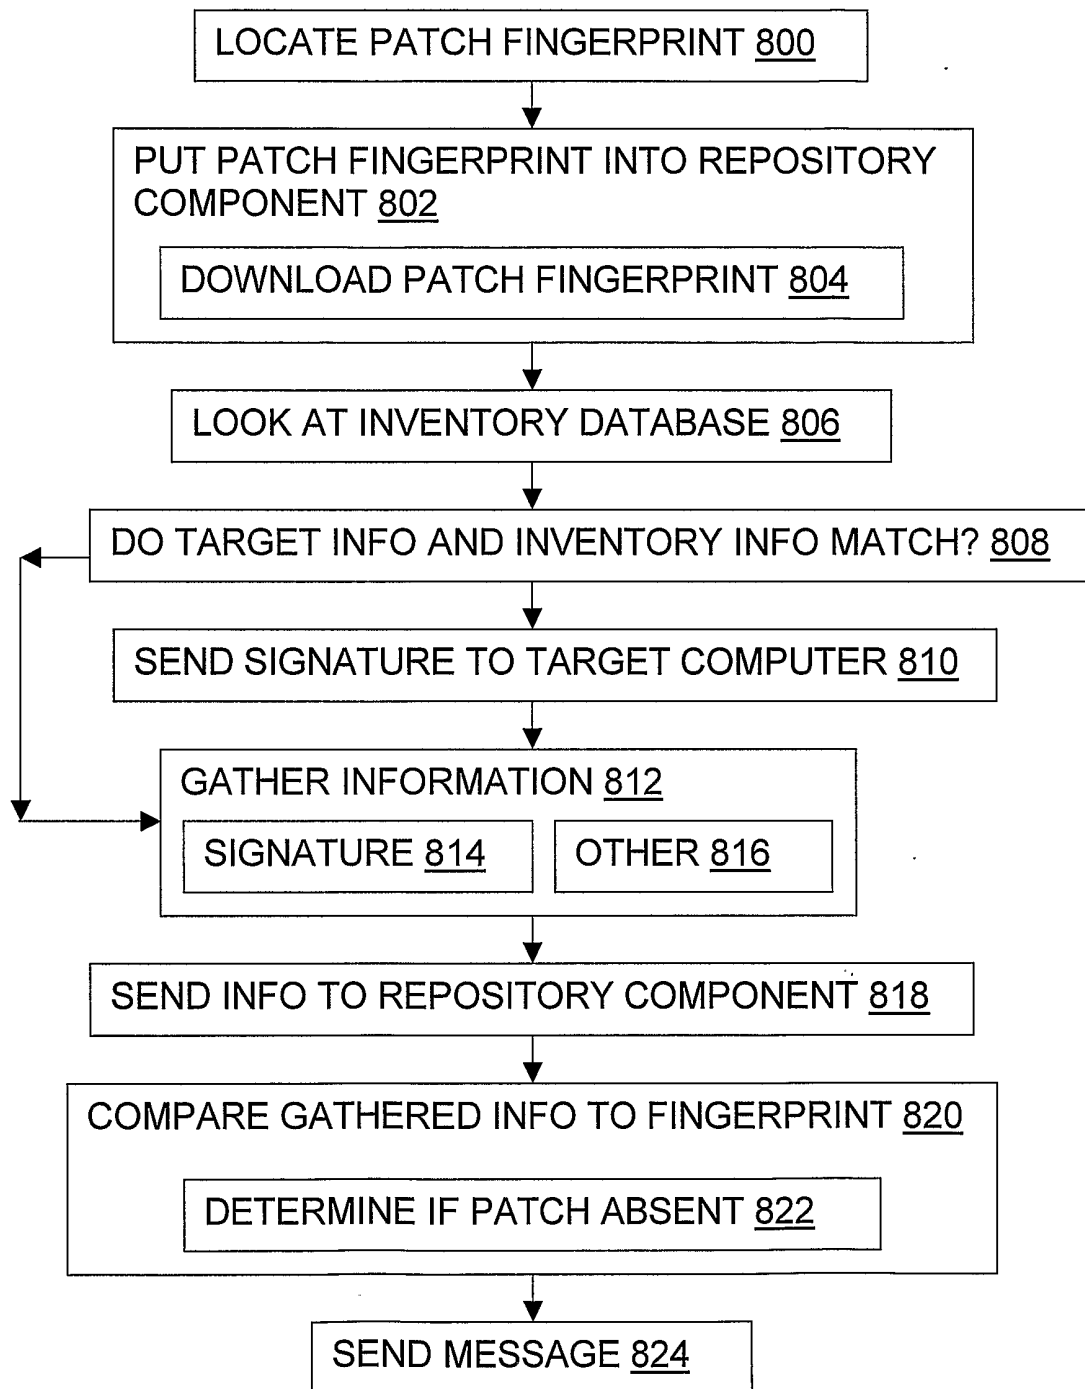 LOCATE PATCH FINGERPRINT 800
PUT PATCH FINGERPRINT INTO REPOSITORY
COMPONENT 802
DOWNLOAD PATCH FINGERPRINT 804
LOOK AT INVENTORY DATABASE 806
DO TARGET INFO AND INVENTORY INFO MATCH? 808
SEND SIGNATURE TO TARGET COMPUTER 810
GATHER INFORMATION 812
SIGNATURE 814
OTHER 816
SEND INFO TO REPOSITORY COMPONENT 818
COMPARE GATHERED INFO TO FINGERPRINT 820
DETERMINE IF PATCH ABSENT 822
SEND MESSAGE 824